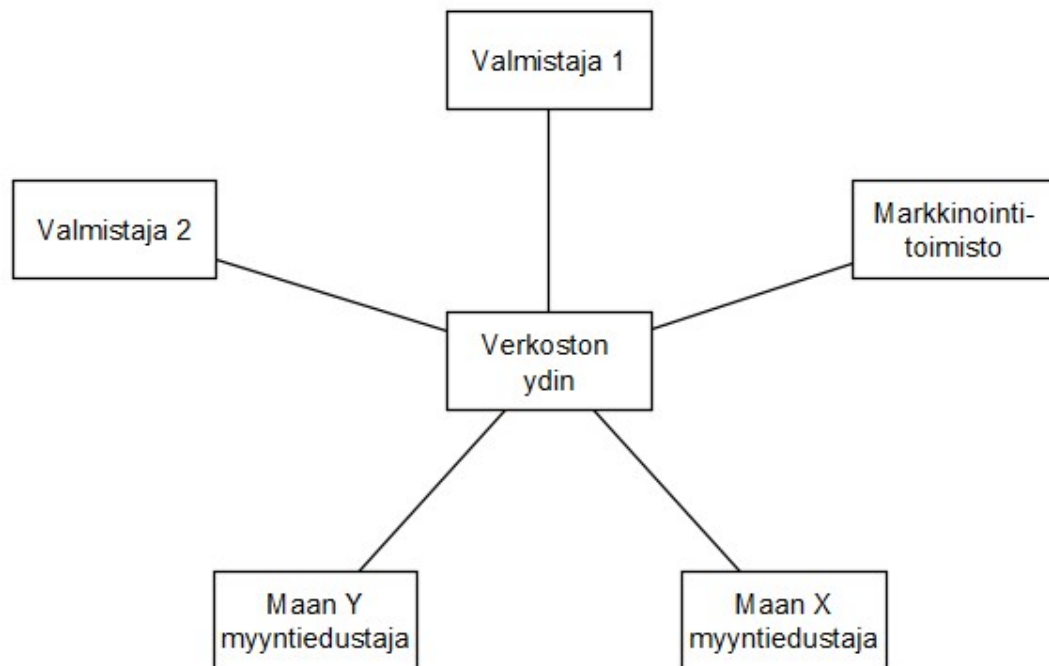 Valmistaja 1
Valmistaja 2
Markkinointi-
toimisto
Verkoston
ydin
Maan Y
myyntiedustaja
Maan X
myyntiedustaja